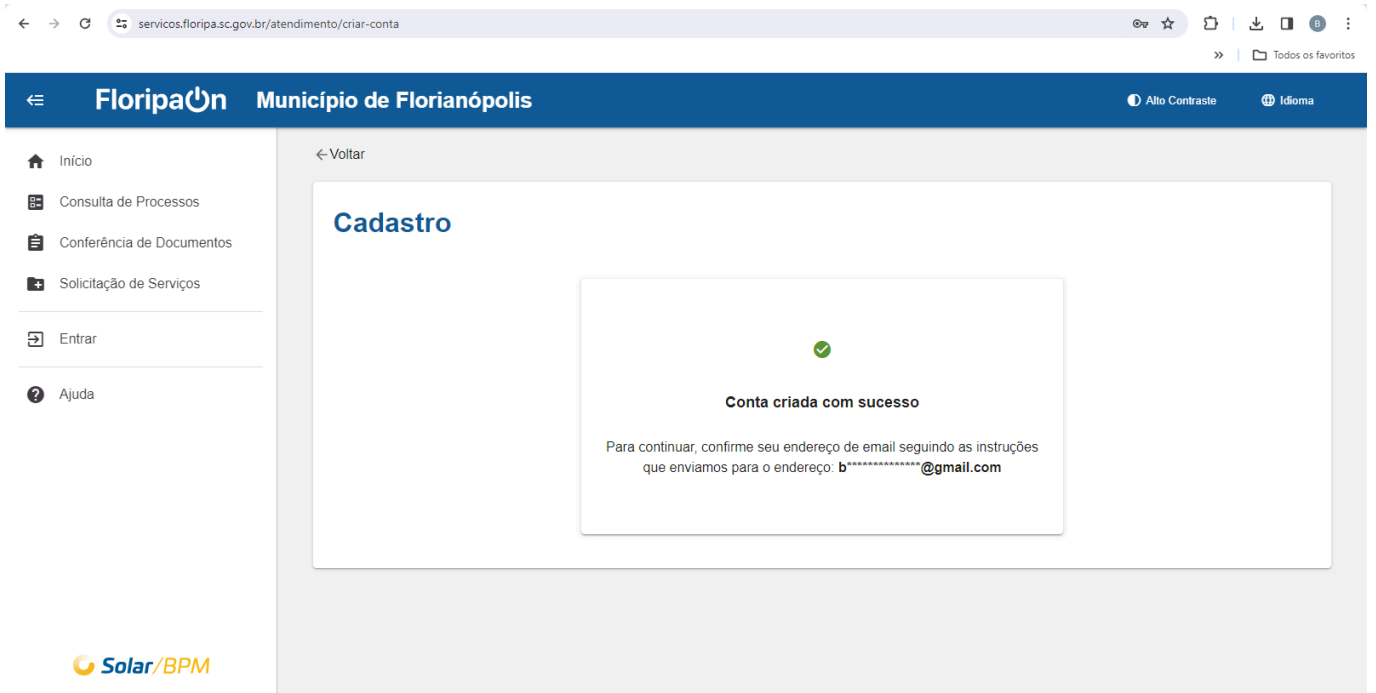 servicos.floripa.sc.gov.br/atendimento/criar-conta
B
» Todos os favoritos
FloripaOn Município de Florianópolis
Alto Contraste
Idioma
Início
Consulta de Processos
Conferência de Documentos
Solicitação de Serviços
Entrar
Ajuda
Voltar
Cadastro
Conta criada com sucesso
Para continuar, confirme seu endereço de email seguindo as instruções
que enviamos para o endereço: b**************@gmail.com
Solar/BPM